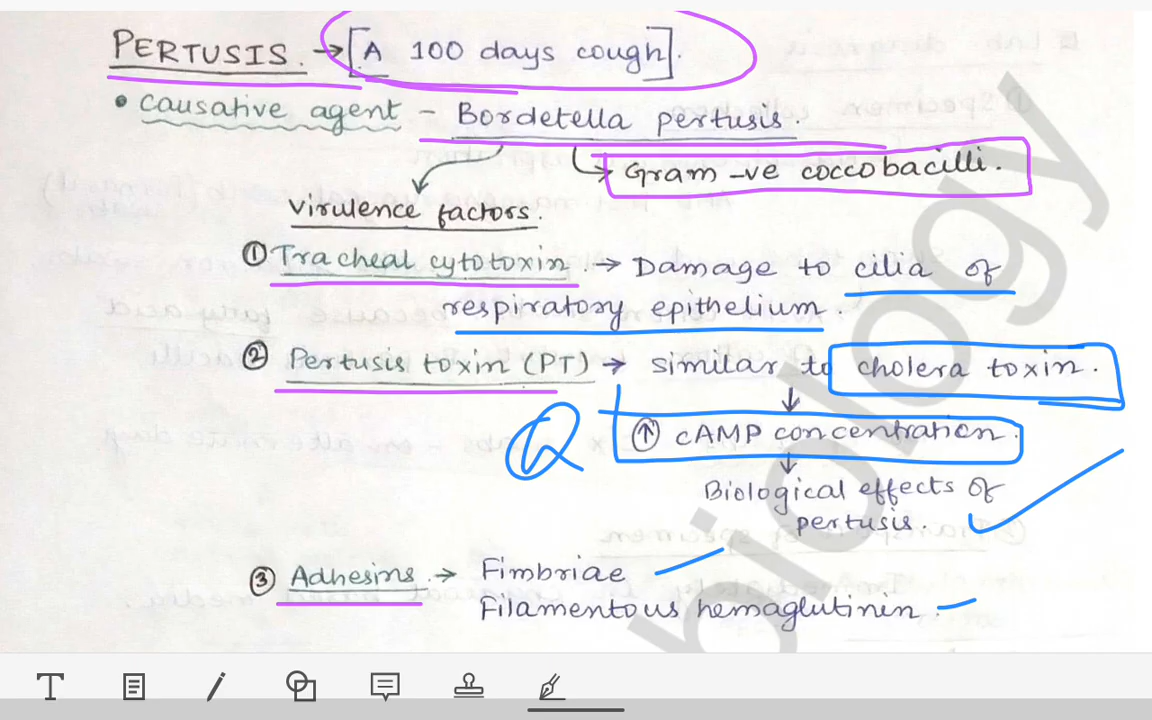 PERTUSIS. → [A 100 days cough].
• causative agent - Bordetella pertusis.
Gram -ve coccobacilli.
virulence factors.
① Tracheal cytotoxin. → Damage to cilia of
respiratory epithelium
② Pertusis toxin (PT) → similar to cholera toxin.
↓
↑ cAMP concentration.
↓
Biological effects of
pertusis.
③ Adhesins → Fimbriae
Filamentous hemaglutinin
biology
Q
T